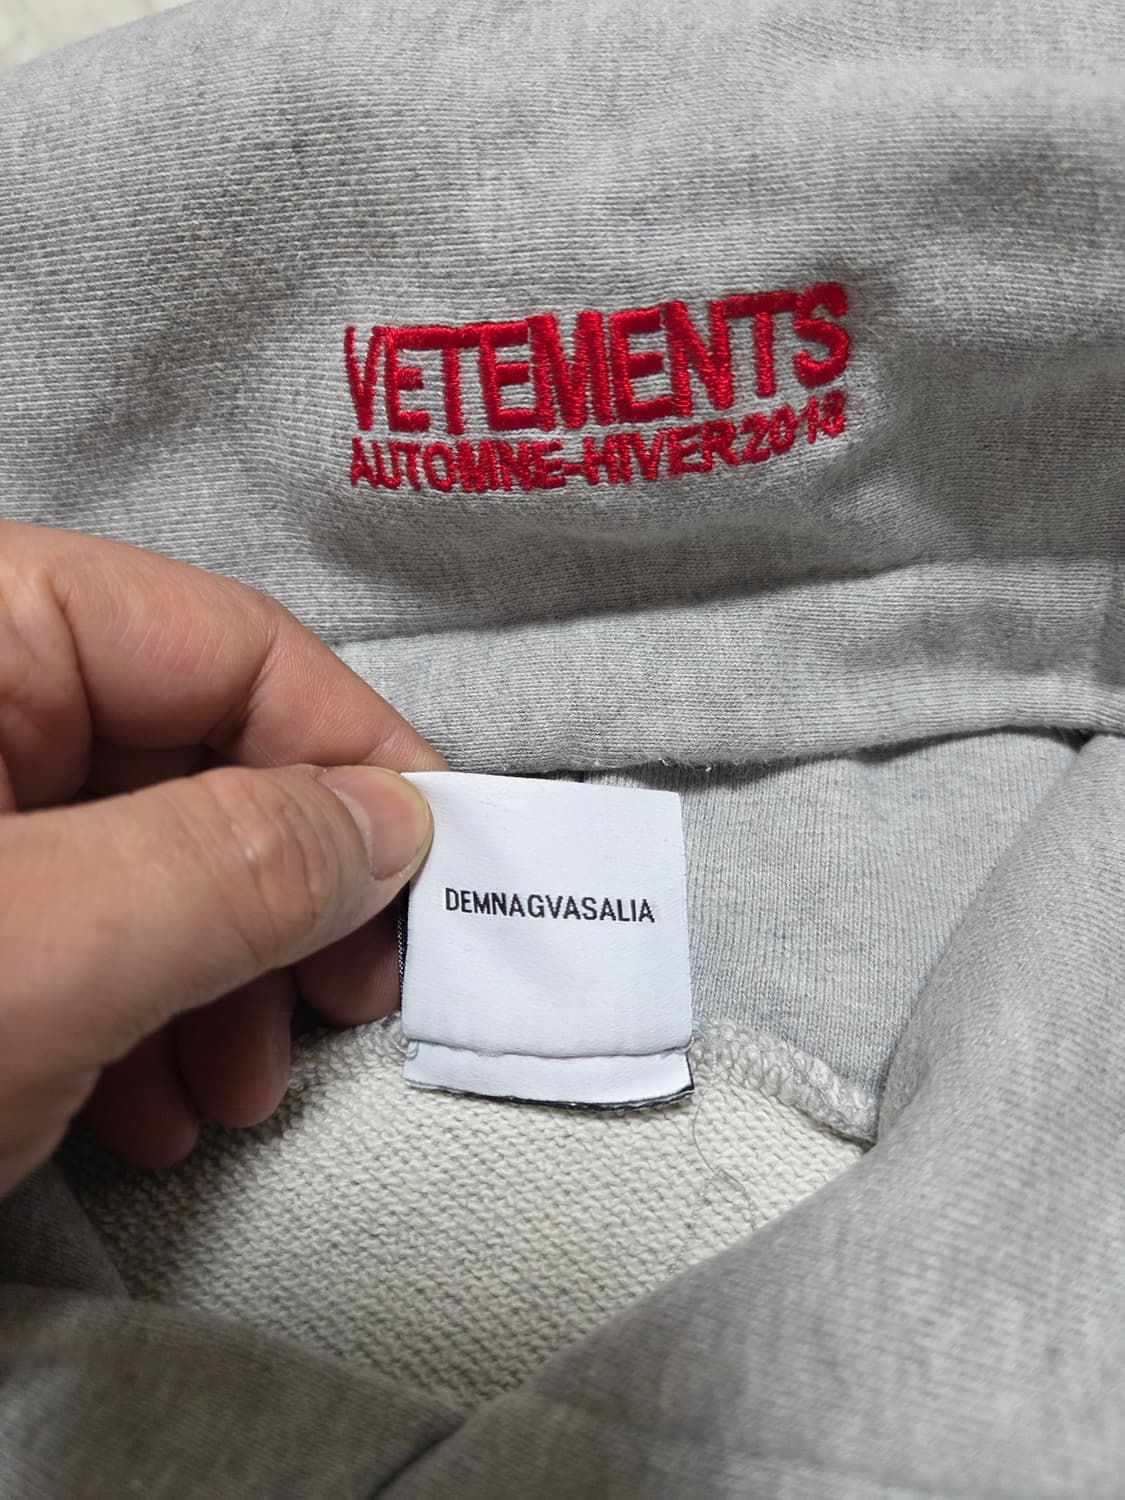 VETEMENTS
AUTOMNE-HIVER2018
DEMNAGVASALIA